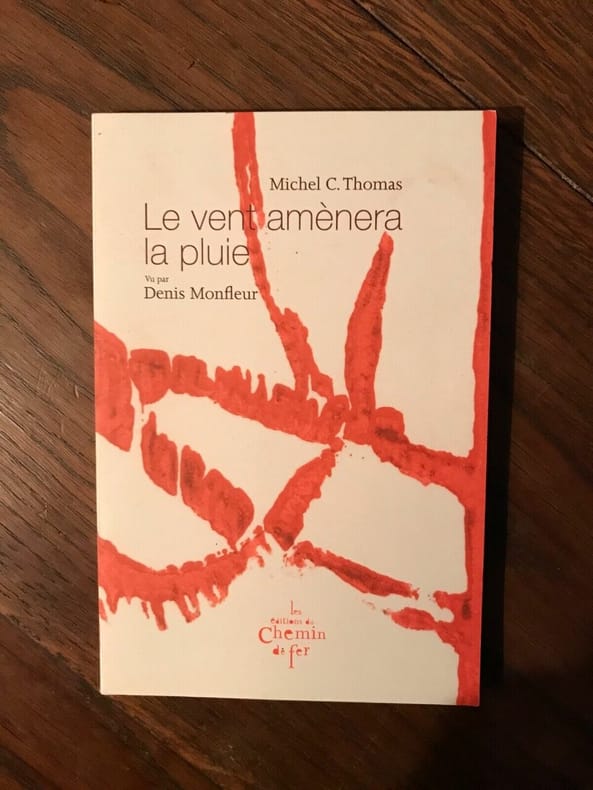 Michel C. Thomas
Le vent amènera
la pluie
Vu par
Denis Monfleur
les
éditions du
Chemin
de fer